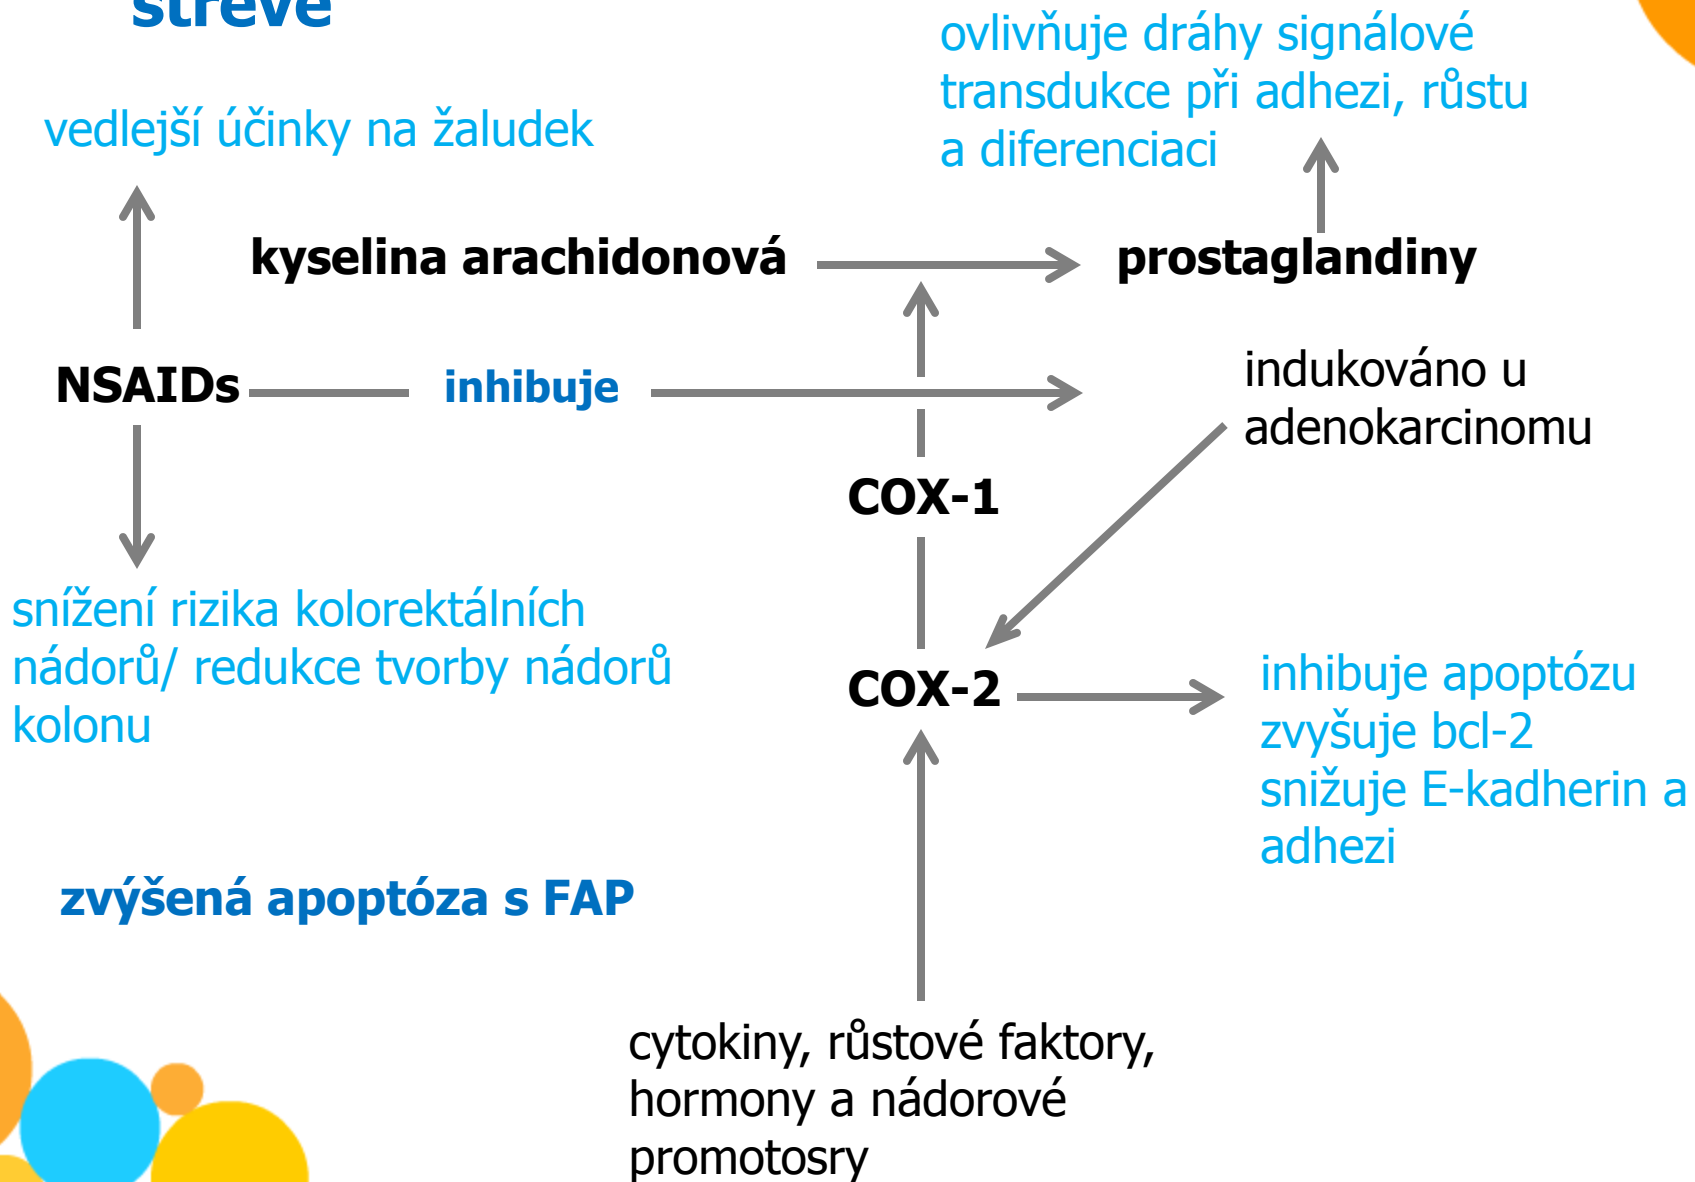 střevě
ovlivňuje dráhy signálové
transdukce při adhezi, růstu
a diferenciaci
vedlejší účinky na žaludek
kyselina arachidonová
prostaglandiny
NSAIDs
inhibuje
indukováno u
adenokarcinomu
COX-1
snížení rizika kolorektálních
nádorů/ redukce tvorby nádorů
kolonu
COX-2
inhibuje apoptózu
zvyšuje bcl-2
snižuje E-kadherin a
adhezi
zvýšená apoptóza s FAP
cytokiny, růstové faktory,
hormony a nádorové
promotosry